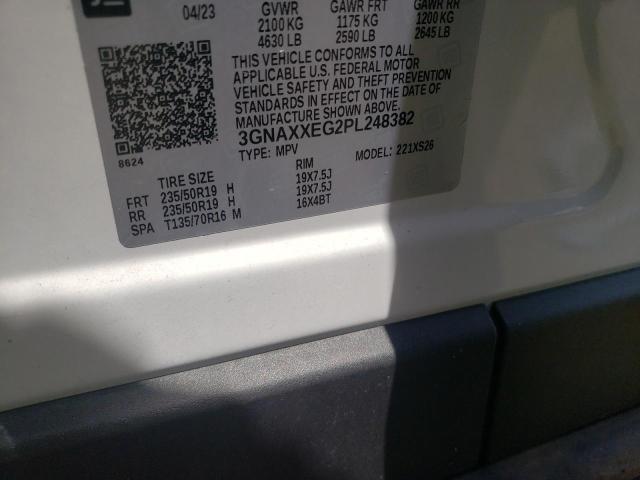 04/23 GVWR GAWR FRT GAWR RR
2100 KG 1175 KG 1200 KG
4630 LB 2590 LB 2645 LB
THIS VEHICLE CONFORMS TO ALL
APPLICABLE U.S. FEDERAL MOTOR
VEHICLE SAFETY AND THEFT PREVENTION
STANDARDS IN EFFECT ON THE DATE OF
MANUFACTURE SHOWN ABOVE.
3GNAXXEG2PL248382
8624 TYPE: MPV MODEL: 221XS26
TIRE SIZE RIM
FRT 235/50R19 H 19X7.5J
RR 235/50R19 H 19X7.5J
SPA T135/70R16 M 16X4BT